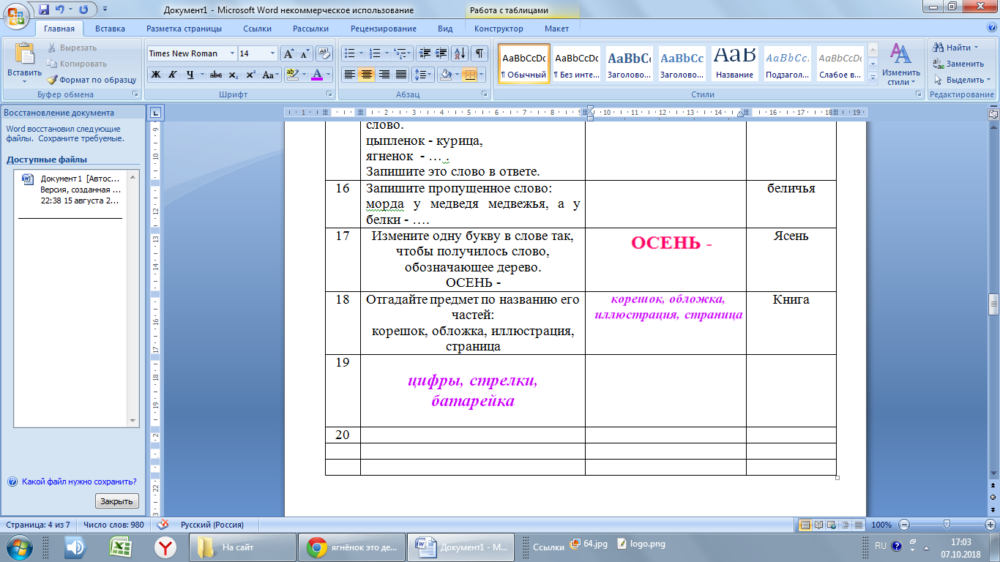 Документ1 - Microsoft Word некоммерческое использование
Работа с таблицами
Главная
Вставка
Разметка страницы
Ссылки
Рассылки
Рецензирование
Вид
Конструктор
Макет
Вставить
Вырезать
Копировать
Формат по образцу
Буфер обмена
Times New Roman
14
Ж К Ч abc x₂ x² Aa
Шрифт
Абзац
AaBbCcDc
¶ Обычный
AaBbCcDc
¶ Без инте...
AaBbCc
Заголово...
AaBbCc
Заголово...
АаВ
Название
AaBbCc.
Подзагол...
AaBbCcDc
Слабое в...
Изменить стили
Стили
Найти
Заменить
Выделить
Редактирование
Восстановление документа
Word восстановил следующие
файлы. Сохраните требуемые.
Доступные файлы
Документ1 [Автос...
Версия, созданная ...
22:38 15 августа 2...
Какой файл нужно сохранить?
Закрыть
слово.
цыпленок - курица,
ягненок - … .
Запишите это слово в ответе.
16
Запишите пропущенное слово:
морда у медведя медвежья, а у
белки - ….
беличья
17
Измените одну букву в слове так,
чтобы получилось слово,
обозначающее дерево.
ОСЕНЬ -
ОСЕНЬ -
Ясень
18
Отгадайте предмет по названию его
частей:
корешок, обложка, иллюстрация,
страница
корешок, обложка,
иллюстрация, страница
Книга
19
цифры, стрелки,
батарейка
20
Страница: 4 из 7
Число слов: 980
Русский (Россия)
100%
На сайт
ягнёнок это де...
Документ1 - M...
Ссылки
64.jpg
logo.png
RU
17:03
07.10.2018